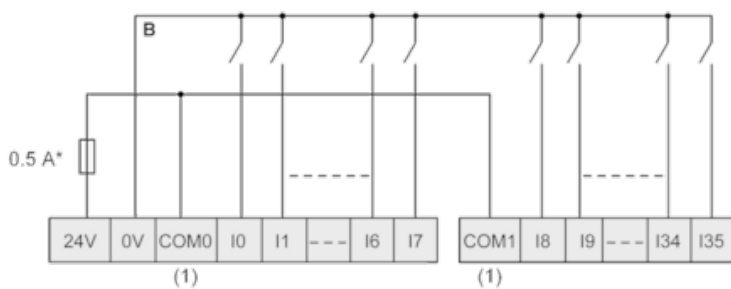 B
0.5 A*
24V 0V COM0 I0 I1 --- I6 I7 COM1 I8 I9 --- I34 I35
(1) (1)